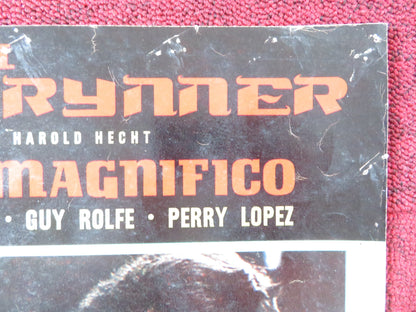 RYNNER
HAROLD HECHT
MAGNIFICO
• GUY ROLFE • PERRY LOPEZ